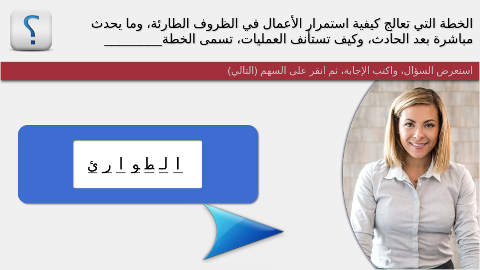 الخطة التي تعالج كيفية استمرار الأعمال في الظروف الطارئة، وما يحدث
مباشرة بعد الحادث، وكيف تستأنف العمليات، تسمى الخطة________
استعرض السؤال، واكتب الإجابة، ثم انقر على السهم (التالي)
ا ل ط و ا ر ئ
؟